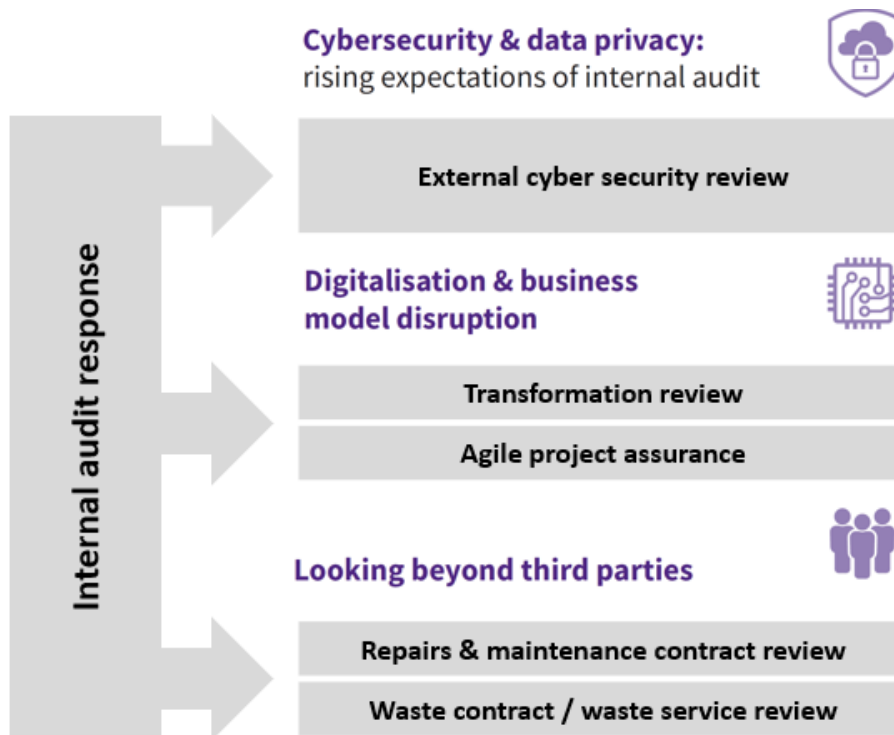 Cybersecurity & data privacy:
rising expectations of internal audit
Internal audit response
External cyber security review
Digitalisation & business
model disruption
Transformation review
Agile project assurance
Looking beyond third parties
Repairs & maintenance contract review
Waste contract / waste service review